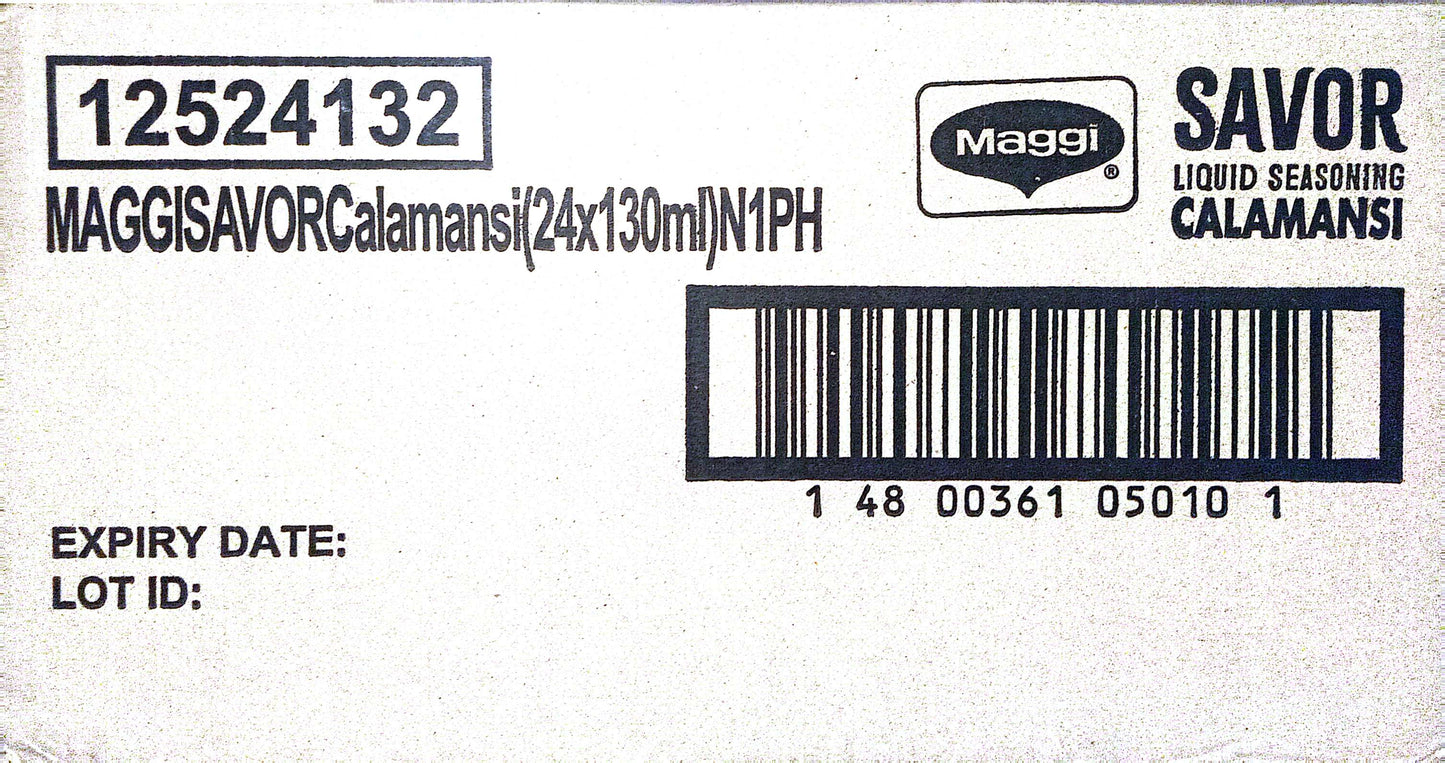 12524132
MAGGISAVORCalamansi(24x130ml)N1PH
Maggi ®
SAVOR
LIQUID SEASONING
CALAMANSI
1 48 00361 05010 1
EXPIRY DATE:
LOT ID: